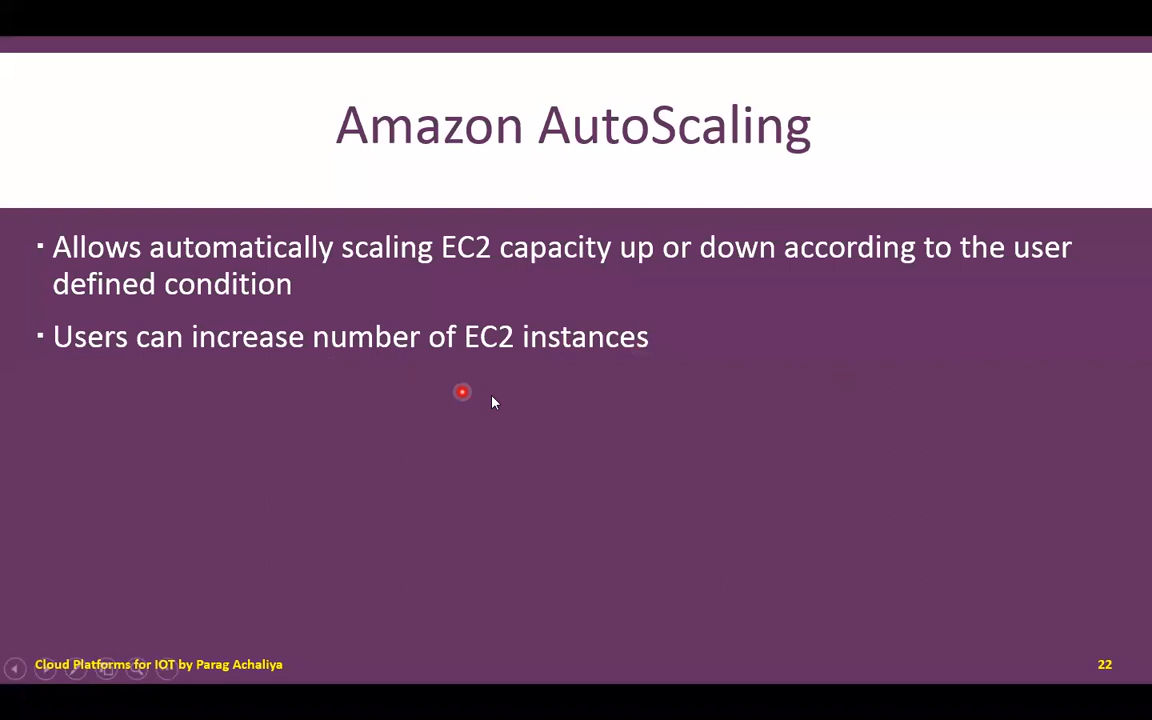 Amazon AutoScaling
▪ Allows automatically scaling EC2 capacity up or down according to the user
defined condition
▪ Users can increase number of EC2 instances
Cloud Platforms for IOT by Parag Achaliya
22